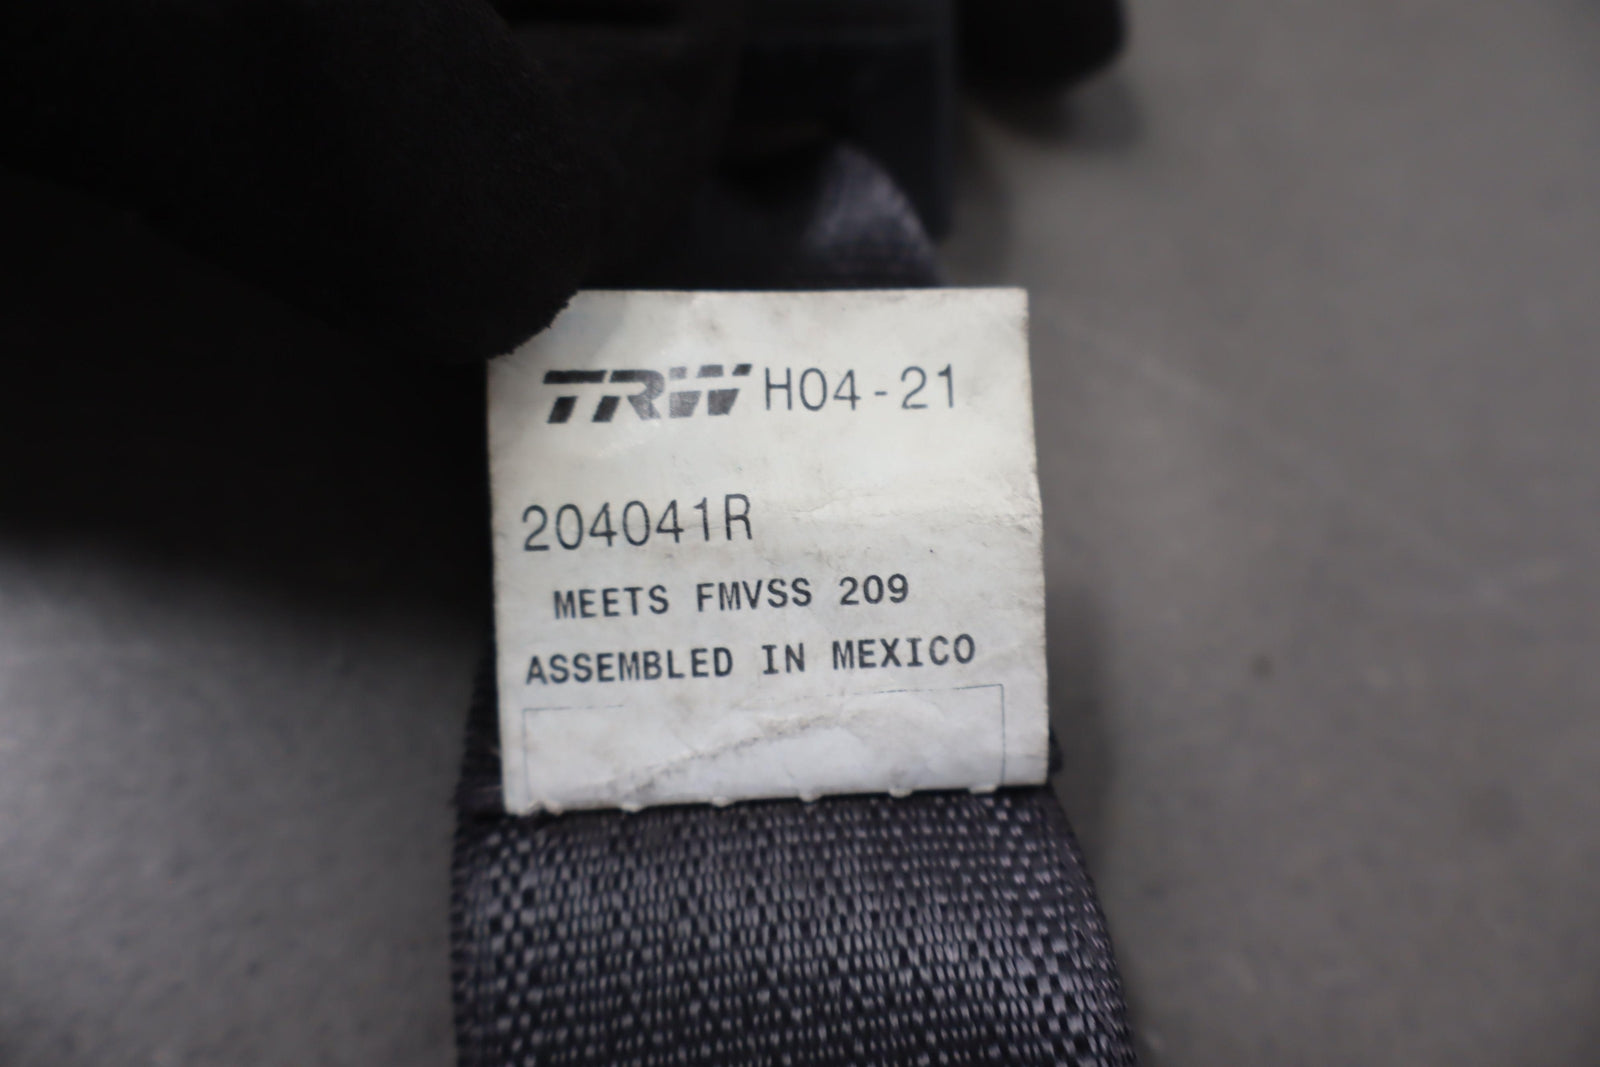 TRW H04-21
204041R
MEETS FMVSS 209
ASSEMBLED IN MEXICO